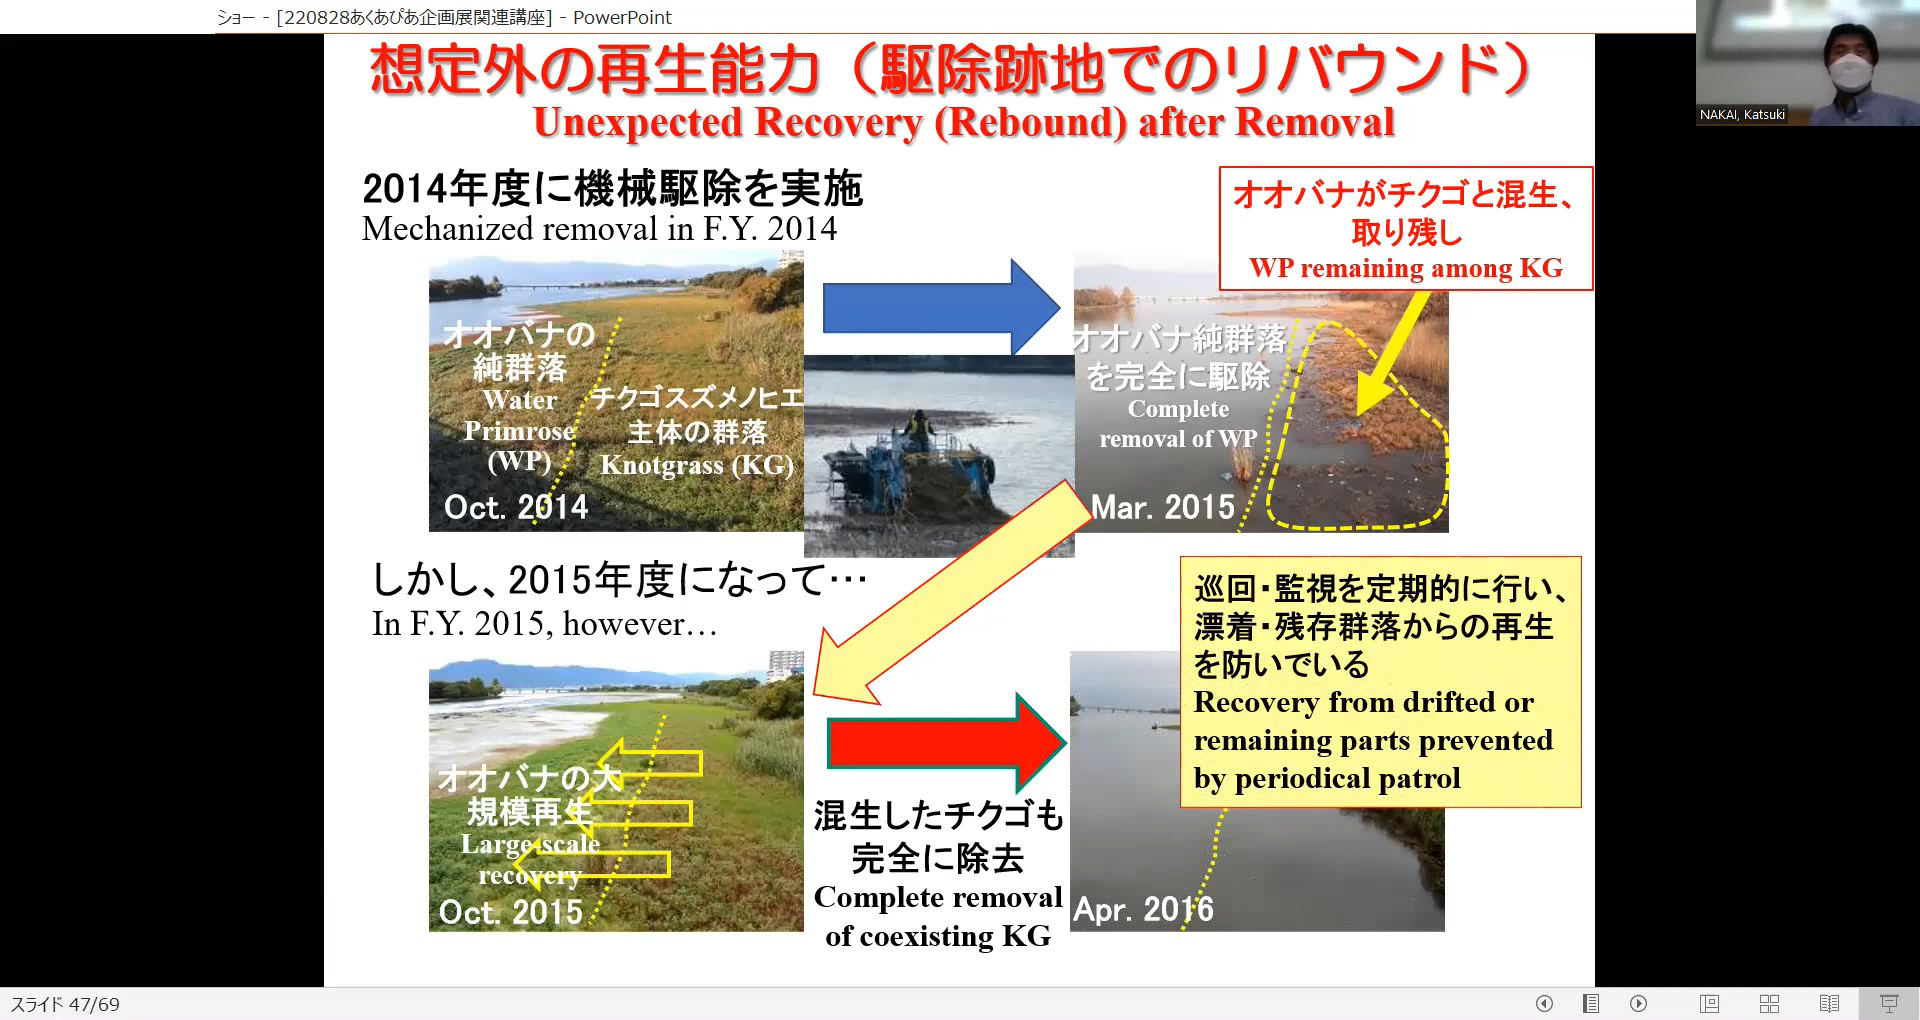 ショー - [220828あくあぴあ企画展関連講座] - PowerPoint
NAKAI, Katsuki
想定外の再生能力（駆除跡地でのリバウンド）
Unexpected Recovery (Rebound) after Removal
2014年度に機械駆除を実施
Mechanized removal in F.Y. 2014
オオバナがチクゴと混生、
取り残し
WP remaining among KG
オオバナの
純群落
Water
Primrose
(WP)
チクゴスズメノヒエ
主体の群落
Knotgrass (KG)
Oct. 2014
オオバナ純群落
を完全に駆除
Complete
removal of WP
Mar. 2015
しかし、2015年度になって…
In F.Y. 2015, however…
オオバナの大
規模再生
Large-scale
recovery
Oct. 2015
混生したチクゴも
完全に除去
Complete removal
of coexisting KG
巡回・監視を定期的に行い、
漂着・残存群落からの再生
を防いでいる
Recovery from drifted or
remaining parts prevented
by periodical patrol
Apr. 2016
スライド 47/69